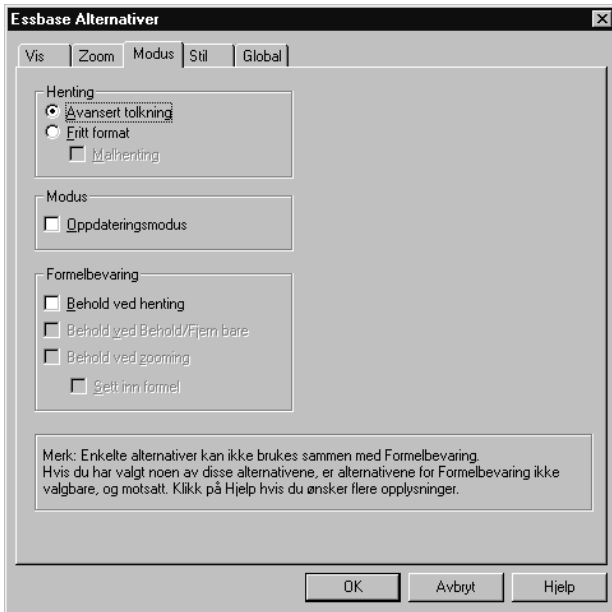 Essbase Alternativer
Vis Zoom Modus Stil Global
Henting
Avansert tolkning
Fritt format
Malhenting
Modus
Oppdateringsmodus
Formelbevaring
Behold ved henting
Behold ved Behold/Fjern bare
Behold ved zooming
Sett inn formel
Merk: Enkelte alternativer kan ikke brukes sammen med Formelbevaring.
Hvis du har valgt noen av disse alternativene, er alternativene for Formelbevaring ikke
valgbare, og motsatt. Klikk på Hjelp hvis du ønsker flere opplysninger.
OK Avbryt Hjelp